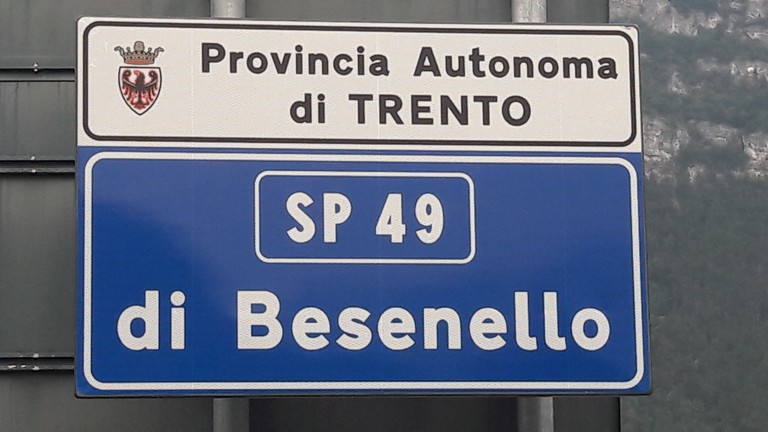 Provincia Autonoma
di TRENTO
SP 49
di Besenello